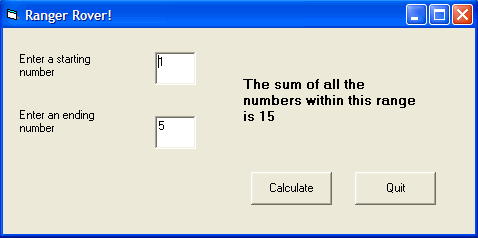 Ranger Rover!
Enter a starting
number
1
The sum of all the
numbers within this range
is 15
Enter an ending
number
5
Calculate
Quit